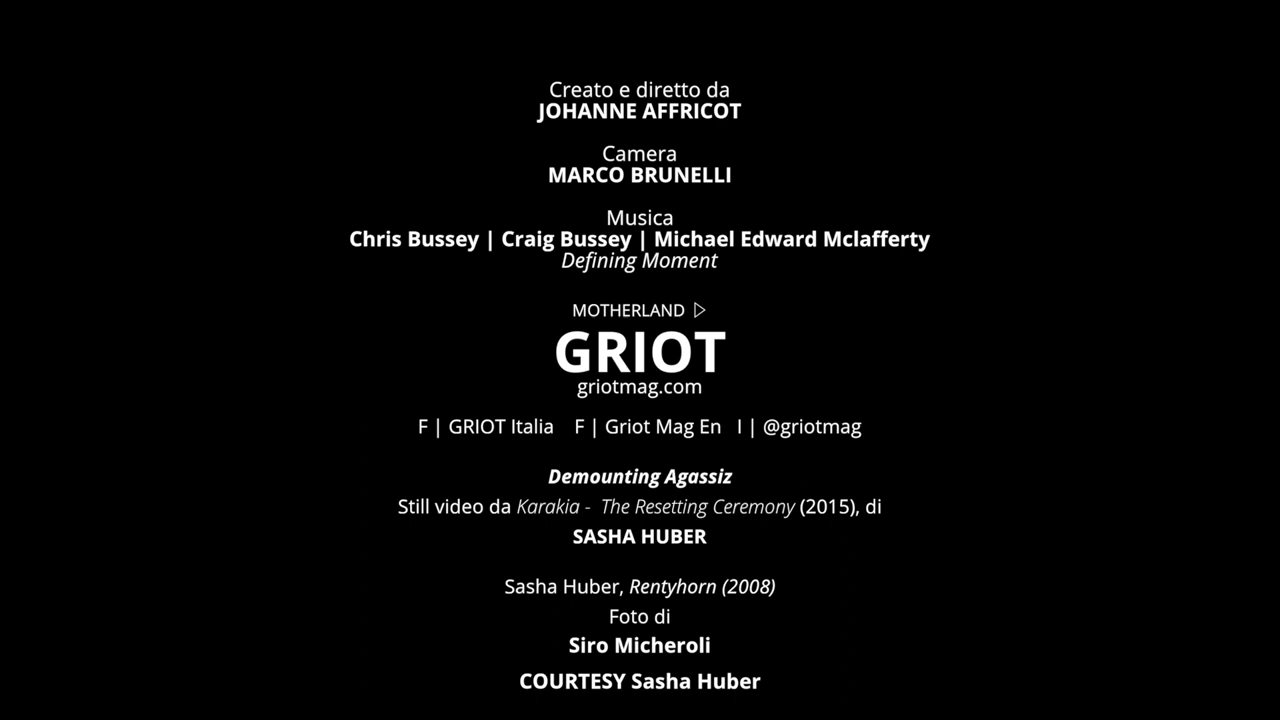 Creato e diretto da
JOHANNE AFFRICOT
Camera
MARCO BRUNELLI
Musica
Chris Bussey | Craig Bussey | Michael Edward Mclafferty
Defining Moment
MOTHERLAND
GRIOT
griotmag.com
F | GRIOT Italia F | Griot Mag En I | @griotmag
Demounting Agassiz
Still video da Karakia - The Resetting Ceremony (2015), di
SASHA HUBER
Sasha Huber, Rentyhorn (2008)
Foto di
Siro Micheroli
COURTESY Sasha Huber